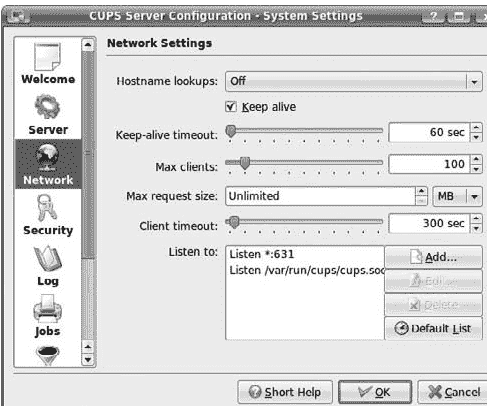 CUPS Server Configuration - System Settings
Welcome
Server
Network
Security
Log
Jobs
Network Settings
Hostname lookups: Off
Keep alive
Keep-alive timeout: 60 sec
Max clients: 100
Max request size: Unlimited MB
Client timeout: 300 sec
Listen to:
Listen *:631
Listen /var/run/cups/cups.soc
Add...
Edit...
Delete
Default List
Short Help
OK
Cancel